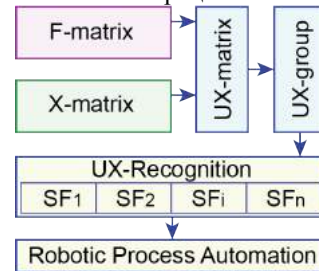 F-matrix
X-matrix
UX-matrix
UX-group
UX-Recognition
SF1 SF2 SFi SFn
Robotic Process Automation